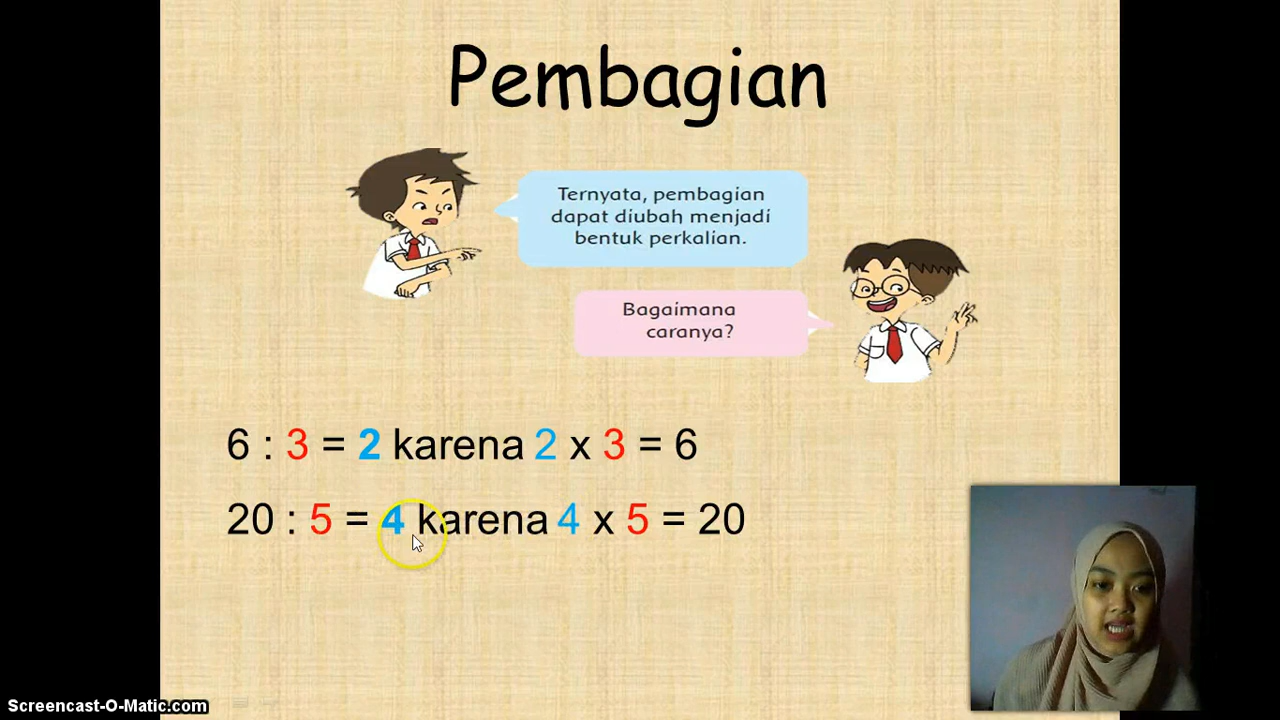 Pembagian
Ternyata, pembagian
dapat diubah menjadi
bentuk perkalian.
Bagaimana
caranya?
6 : 3 = 2 karena 2 x 3 = 6
20 : 5 = 4 karena 4 x 5 = 20
Screencast-O-Matic.com